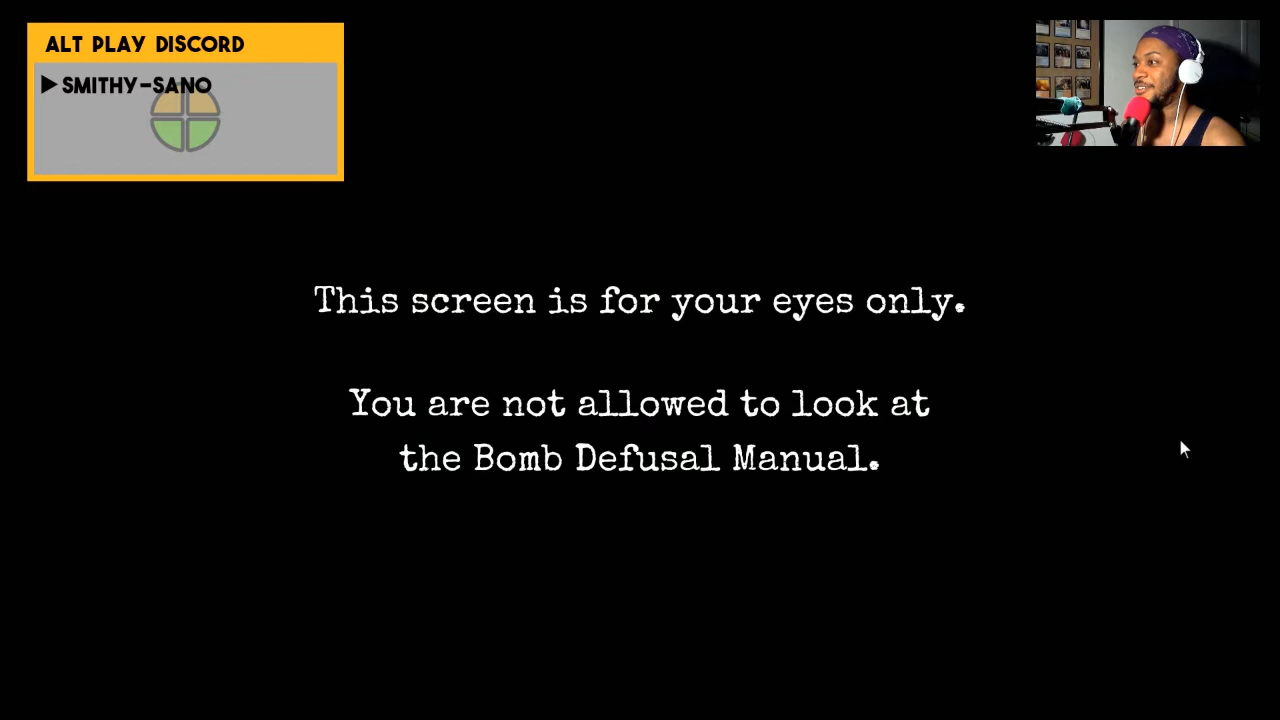 ALT PLAY DISCORD
SMITHY-SANO
This screen is for your eyes only.
You are not allowed to look at
the Bomb Defusal Manual.